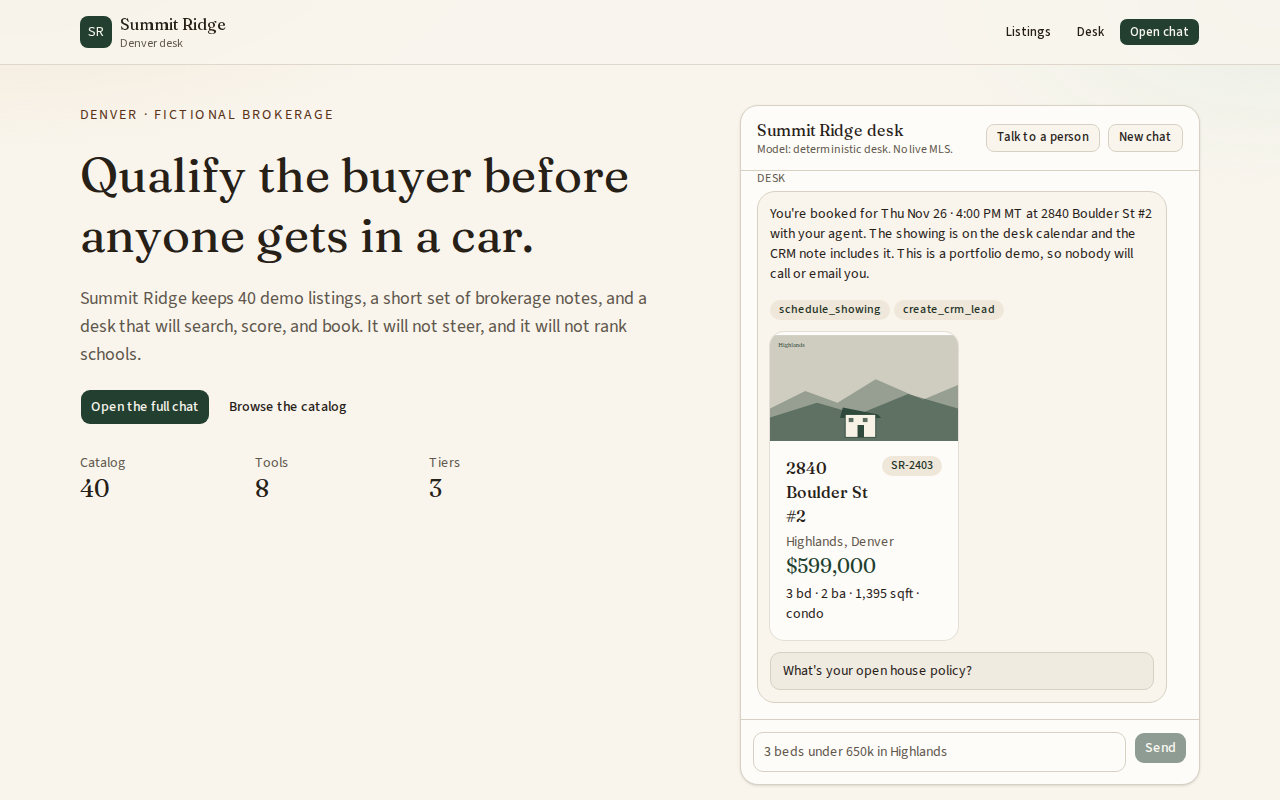 SR
Summit Ridge
Denver desk
Listings
Desk
Open chat
DENVER · FICTIONAL BROKERAGE
Qualify the buyer before
anyone gets in a car.
Summit Ridge keeps 40 demo listings, a short set of brokerage notes, and a
desk that will search, score, and book. It will not steer, and it will not rank
schools.
Open the full chat
Browse the catalog
Catalog
40
Tools
8
Tiers
3
Summit Ridge desk
Model: deterministic desk. No live MLS.
Talk to a person
New chat
DESK
You're booked for Thu Nov 26 · 4:00 PM MT at 2840 Boulder St #2
with your agent. The showing is on the desk calendar and the
CRM note includes it. This is a portfolio demo, so nobody will
call or email you.
schedule_showing
create_crm_lead
Highlands
2840
Boulder St
#2
SR-2403
Highlands, Denver
$599,000
3 bd · 2 ba · 1,395 sqft ·
condo
What's your open house policy?
3 beds under 650k in Highlands
Send